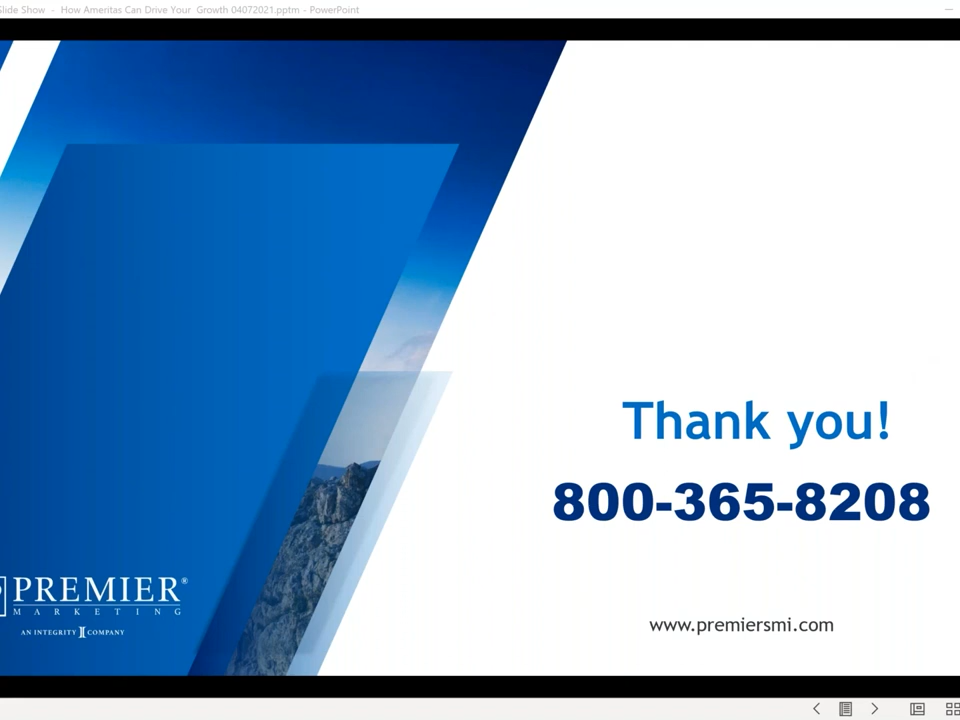 Slide Show - How Ameritas Can Drive Your Growth 04072021.pptm - PowerPoint
Thank you!
800-365-8208
PREMIER®
MARKETING
AN INTEGRITY COMPANY
www.premiersmi.com